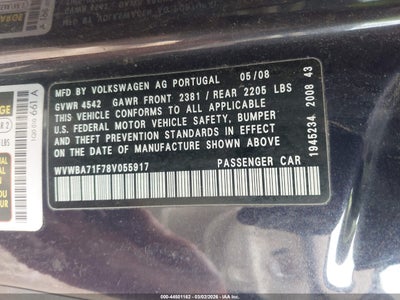 MFD BY VOLKSWAGEN AG PORTUGAL 05/08
GVWR 4542 GAWR FRONT 2381 / REAR 2205 LBS
THIS VEHICLE CONFORMS TO ALL APPLICABLE
U.S. FEDERAL MOTOR VEHICLE SAFETY, BUMPER
AND THEFT PREVENTION STANDARDS IN EFFECT
ON THE DATE OF MANUFACTURE SHOWN ABOVE
WVWBA71F78V055917 PASSENGER CAR
1945234 2008 43
000-44501162 - 03/02/2026 - IAA Holdings, LLC